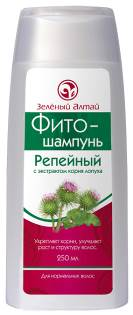 Зелёный Алтай
Фито-
шампунь
Репейный
с экстрактом корня лопуха
Укрепляет корни, улучшает
рост и структуру волос.
250 мл
Для нормальных волос